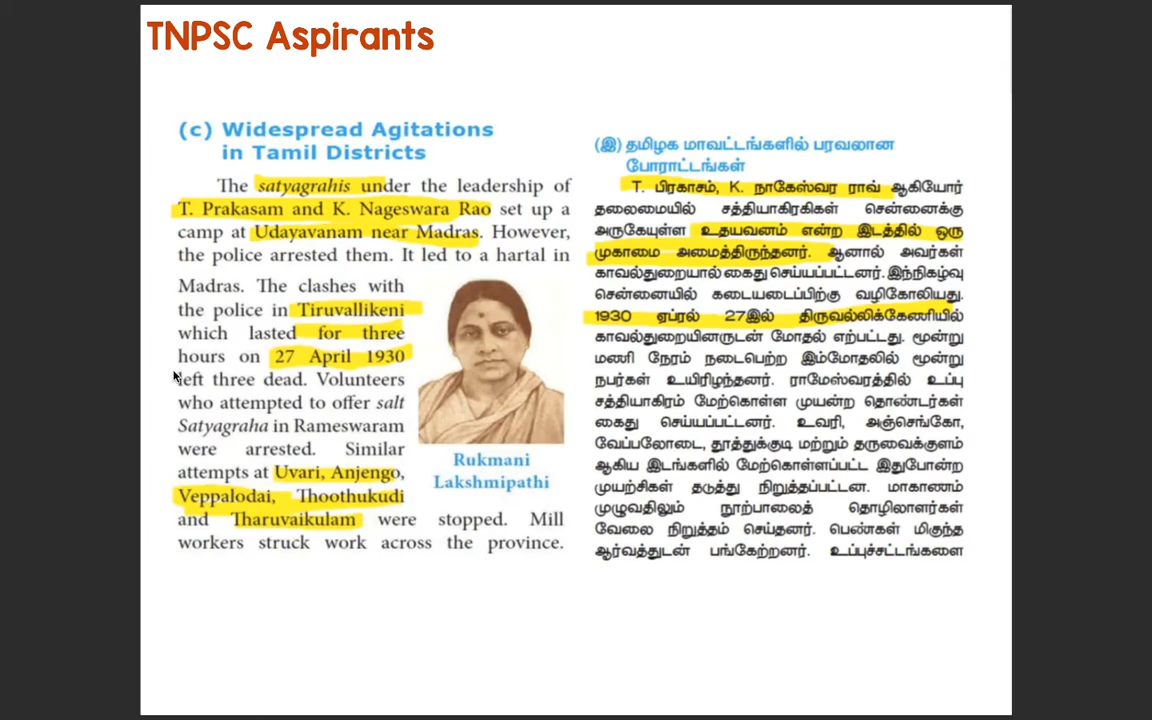 TNPSC Aspirants
(c) Widespread Agitations
in Tamil Districts
The satyagrahis under the leadership of
T. Prakasam and K. Nageswara Rao set up a
camp at Udayavanam near Madras. However,
the police arrested them. It led to a hartal in
Madras. The clashes with
the police in Tiruvallikeni
which lasted for three
hours on 27 April 1930
left three dead. Volunteers
who attempted to offer salt
Satyagraha in Rameswaram
were arrested. Similar
attempts at Uvari, Anjengo,
Veppalodai, Thoothukudi
and Tharuvaikulam were stopped. Mill
workers struck work across the province.
Rukmani
Lakshmipathi
(இ) தமிழக மாவட்டங்களில் பரவலான
போராட்டங்கள்
T. பிரகாசம், K. நாகேஸ்வர ராவ் ஆகியோர்
தலைமையில் சத்தியாகிரகிகள் சென்னைக்கு
அருகேயுள்ள உதயவனம் என்ற இடத்தில் ஒரு
முகாமை அமைத்திருந்தனர். ஆனால் அவர்கள்
காவல்துறையால் கைது செய்யப்பட்டனர். இந்நிகழ்வு
சென்னையில் கடையடைப்பிற்கு வழிகோலியது.
1930 ஏப்ரல் 27இல் திருவல்லிக்கேணியில்
காவல்துறையினருடன் மோதல் எற்பட்டது. மூன்று
மணி நேரம் நடைபெற்ற இம்மோதலில் மூன்று
நபர்கள் உயிரிழந்தனர். ராமேஸ்வரத்தில் உப்பு
சத்தியாகிரம் மேற்கொள்ள முயன்ற தொண்டர்கள்
கைது செய்யப்பட்டனர். உவரி, அஞ்செங்கோ,
வேப்பலோடை, தூத்துக்குடி மற்றும் தருவைக்குளம்
ஆகிய இடங்களில் மேற்கொள்ளப்பட்ட இதுபோன்ற
முயற்சிகள் தடுத்து நிறுத்தப்பட்டன. மாகாணம்
முழுவதிலும் நூற்பாலைத் தொழிலாளர்கள்
வேலை நிறுத்தம் செய்தனர். பெண்கள் மிகுந்த
ஆர்வத்துடன் பங்கேற்றனர். உப்புச்சட்டங்களை